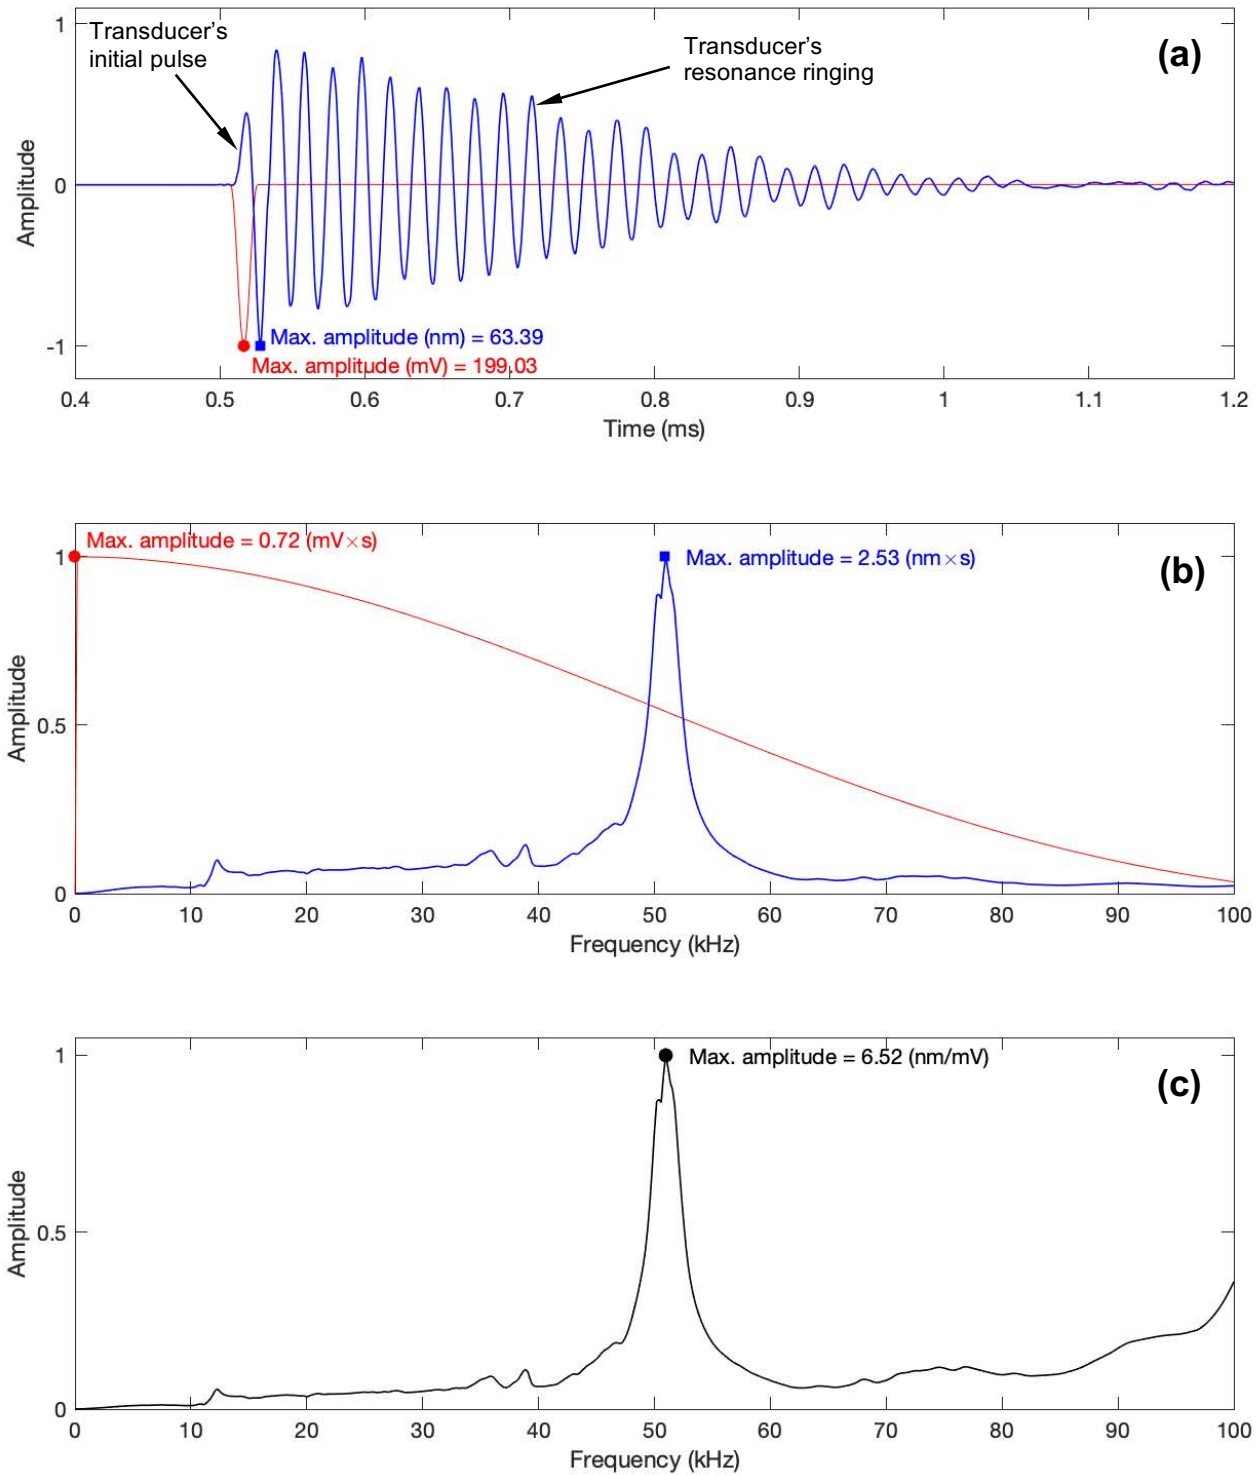 1
Transducer's
initial pulse
Transducer's
resonance ringing
(a)
Amplitude
0
-1
Max. amplitude (nm) = 63.39
Max. amplitude (mV) = 199.03
0.4 0.5 0.6 0.7 0.8 0.9 1 1.1 1.2
Time (ms)
1
Max. amplitude = 0.72 (mV×s)
Max. amplitude = 2.53 (nm×s)
(b)
Amplitude
0.5
0
0 10 20 30 40 50 60 70 80 90 100
Frequency (kHz)
1
Max. amplitude = 6.52 (nm/mV)
(c)
Amplitude
0.5
0
0 10 20 30 40 50 60 70 80 90 100
Frequency (kHz)